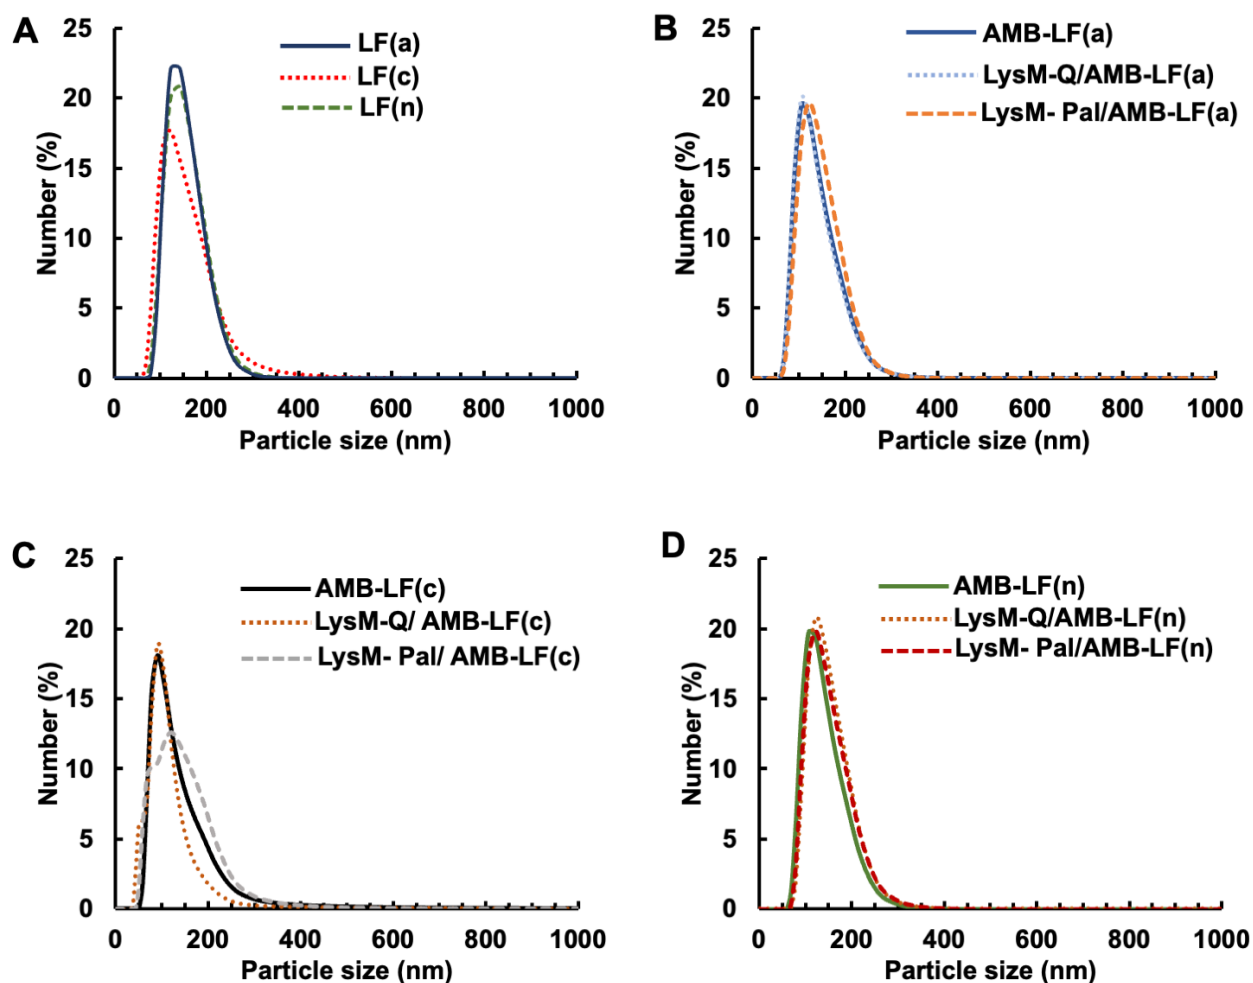 A
25
20
15
10
5
0
Number (%)
LF(a)
LF(c)
LF(n)
0 200 400 600 800 1000
Particle size (nm)
B
25
20
15
10
5
0
Number (%)
AMB-LF(a)
LysM-Q/AMB-LF(a)
LysM- Pal/AMB-LF(a)
0 200 400 600 800 1000
Particle size (nm)
C
25
20
15
10
5
0
Number (%)
AMB-LF(c)
LysM-Q/ AMB-LF(c)
LysM- Pal/ AMB-LF(c)
0 200 400 600 800 1000
Particle size (nm)
D
25
20
15
10
5
0
Number (%)
AMB-LF(n)
LysM-Q/AMB-LF(n)
LysM- Pal/AMB-LF(n)
0 200 400 600 800 1000
Particle size (nm)